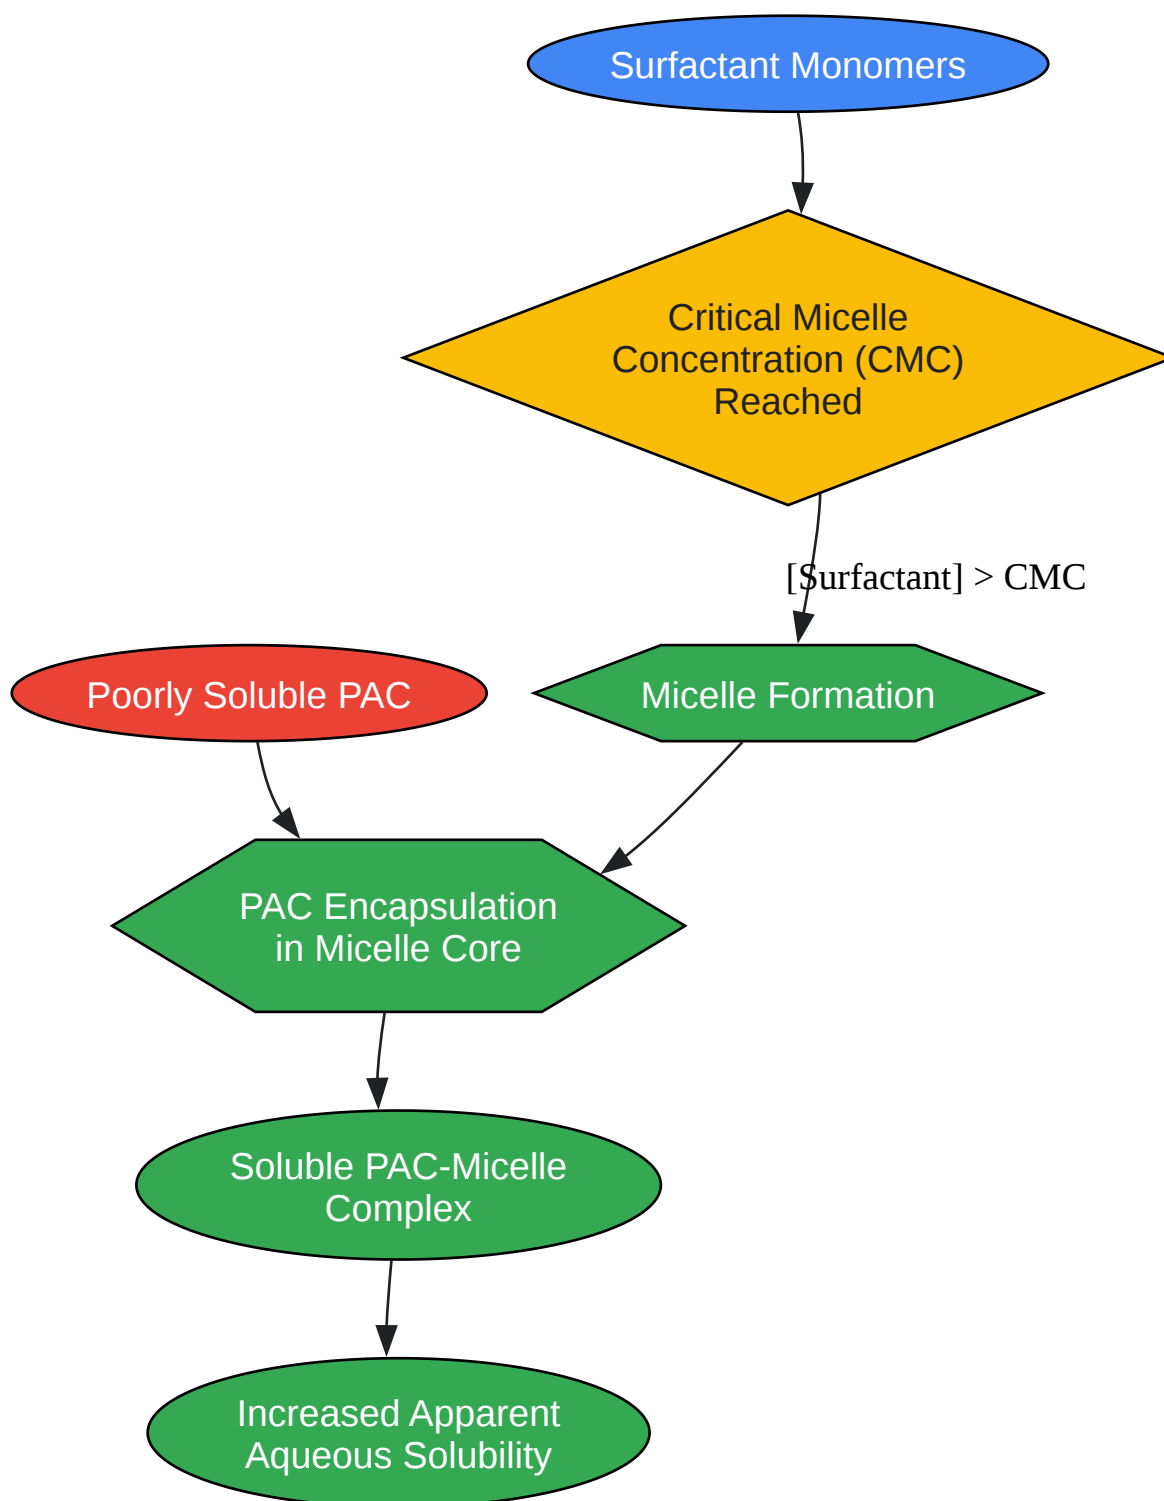 Surfactant Monomers
Critical Micelle
Concentration (CMC)
Reached
[Surfactant] > CMC
Poorly Soluble PAC
Micelle Formation
PAC Encapsulation
in Micelle Core
Soluble PAC-Micelle
Complex
Increased Apparent
Aqueous Solubility